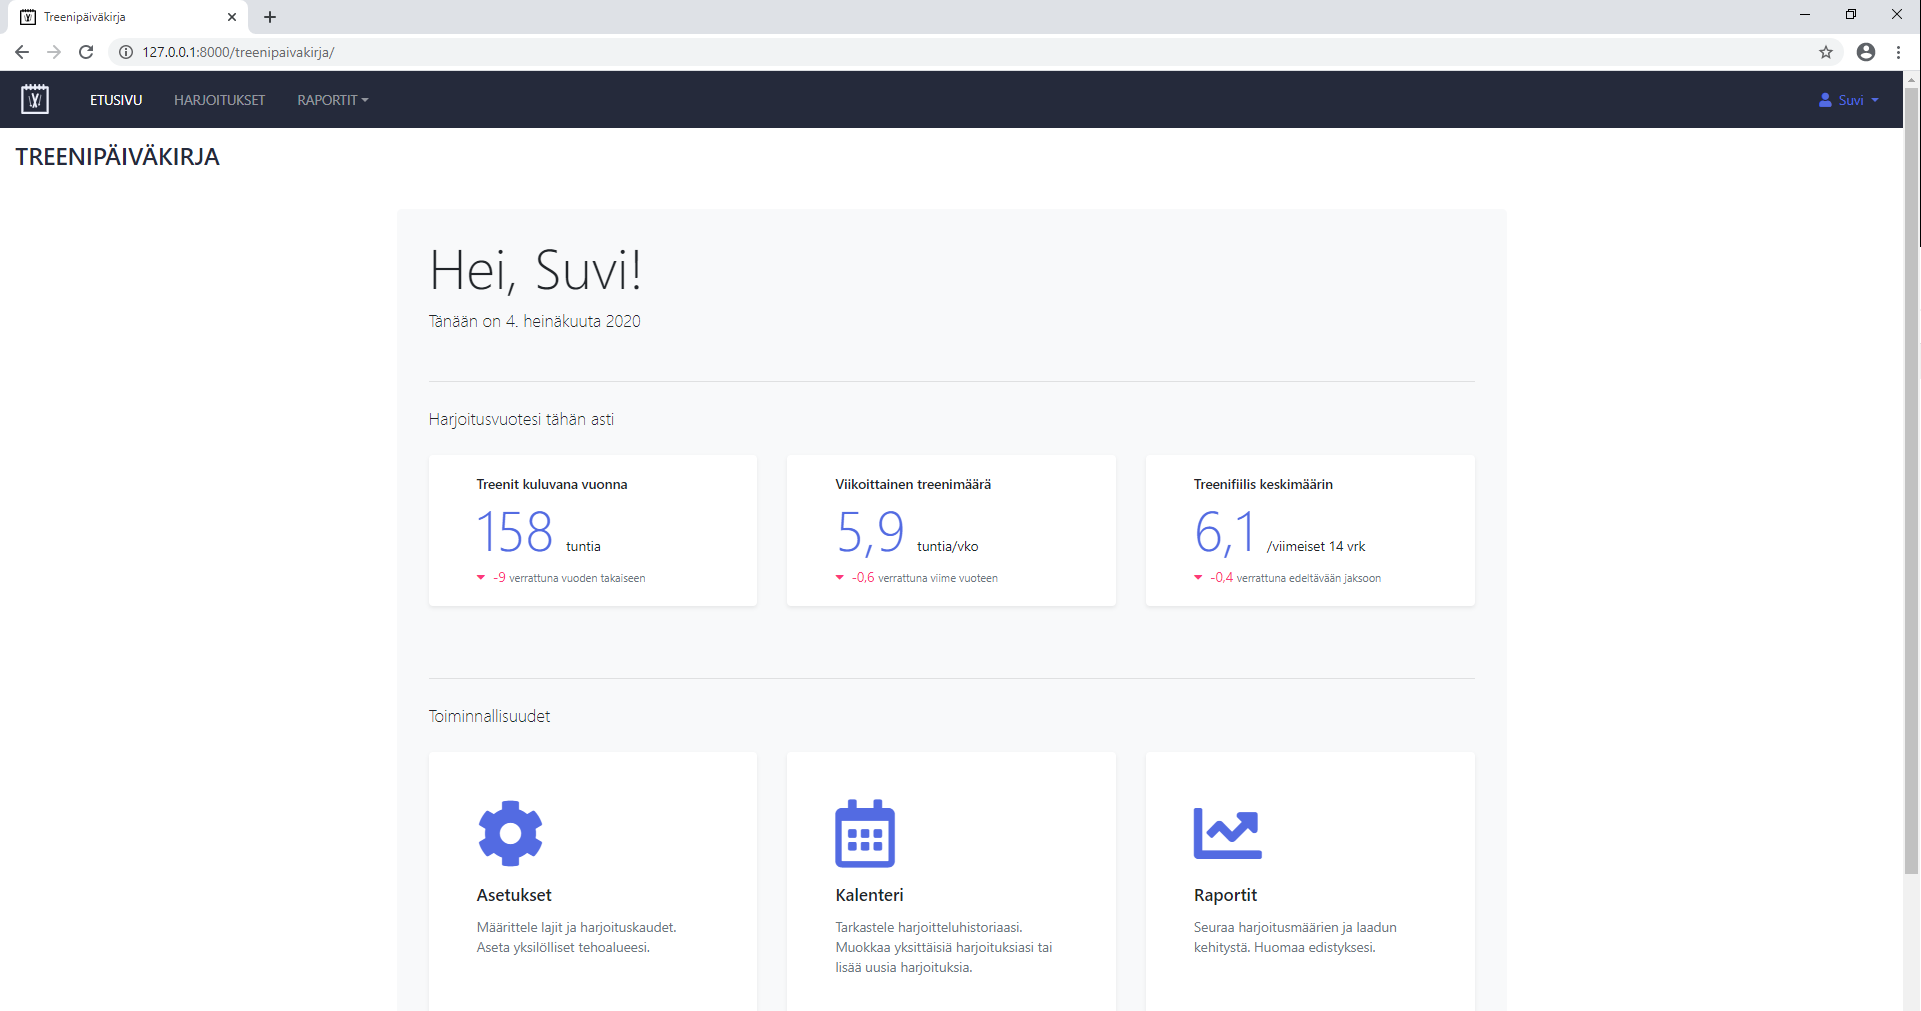 Treenipäiväkirja
127.0.0.1:8000/treenipaivakirja/
ETUSIVU HARJOITUKSET RAPORTIT Suvi
TREENIPÄIVÄKIRJA
Hei, Suvi!
Tänään on 4. heinäkuuta 2020
Harjoitusvuotesi tähän asti
Treenit kuluvana vuonna
158 tuntia
-9 verrattuna vuoden takaiseen
Viikoittainen treenimäärä
5,9 tuntia/vko
-0,6 verrattuna viime vuoteen
Treenifiilis keskimäärin
6,1 /viimeiset 14 vrk
-0,4 verrattuna edeltävään jaksoon
Toiminnallisuudet
Asetukset
Määrittele lajit ja harjoituskaudet.
Aseta yksilölliset tehoalueesi.
Kalenteri
Tarkastele harjoitteluhistoriaasi.
Muokkaa yksittäisiä harjoituksiasi tai
lisää uusia harjoituksia.
Raportit
Seuraa harjoitusmäärien ja laadun
kehitystä. Huomaa edistyksesi.